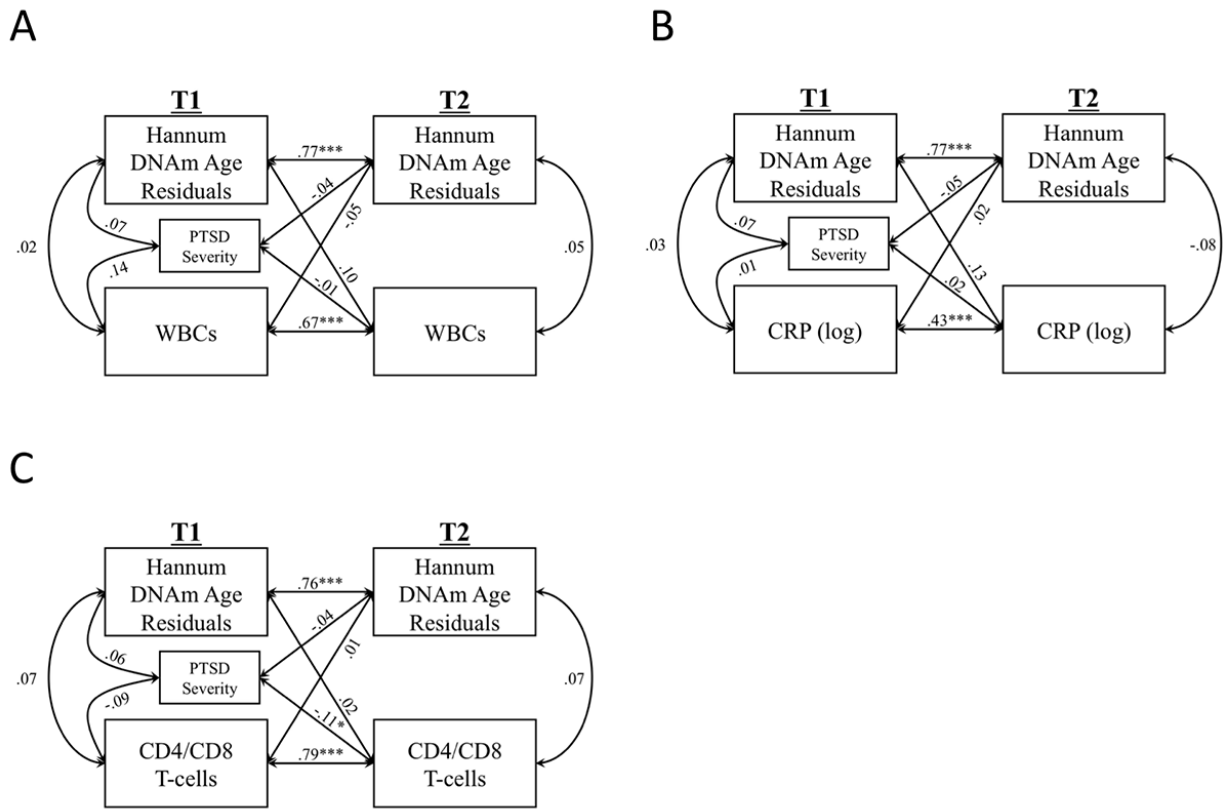 A
T1
T2
Hannum
DNAm Age
Residuals
Hannum
DNAm Age
Residuals
.77***
-.04
-.05
.07
PTSD
Severity
.02
.05
.14
.10
-.01
WBCs
.67***
WBCs
B
T1
T2
Hannum
DNAm Age
Residuals
Hannum
DNAm Age
Residuals
.77***
-.05
.02
.07
PTSD
Severity
.03
-.08
.01
.13
.02
CRP (log)
.43***
CRP (log)
C
T1
T2
Hannum
DNAm Age
Residuals
Hannum
DNAm Age
Residuals
.76***
-.04
.01
.06
PTSD
Severity
.07
.07
-.09
.02
-.11*
CD4/CD8
T-cells
.79***
CD4/CD8
T-cells